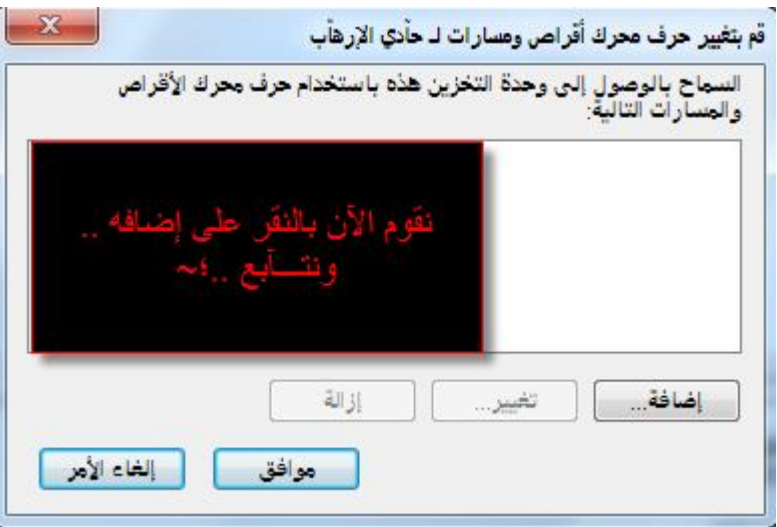 قم بتغيير حرف محرك أقراص ومسارات لـ حآدي الإرهآب
السماح بالوصول إلى وحدة التخزين هذه باستخدام حرف محرك الأقراص
والمسارات التالية:
نقوم الآن بالنقر على إضافه ..
ونتـــآبع ..؛~
إضافة...
تغيير...
إزالة
موافق
إلغاء الأمر